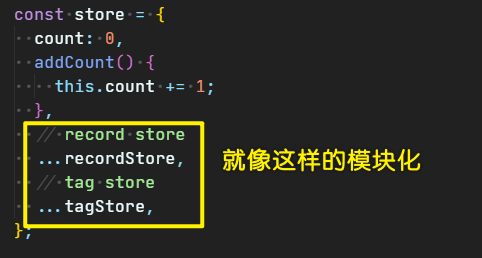 const store = {
count: 0,
addCount() {
this.count += 1;
},
// record store
...recordStore,
// tag store
...tagStore,
};
就像这样的模块化